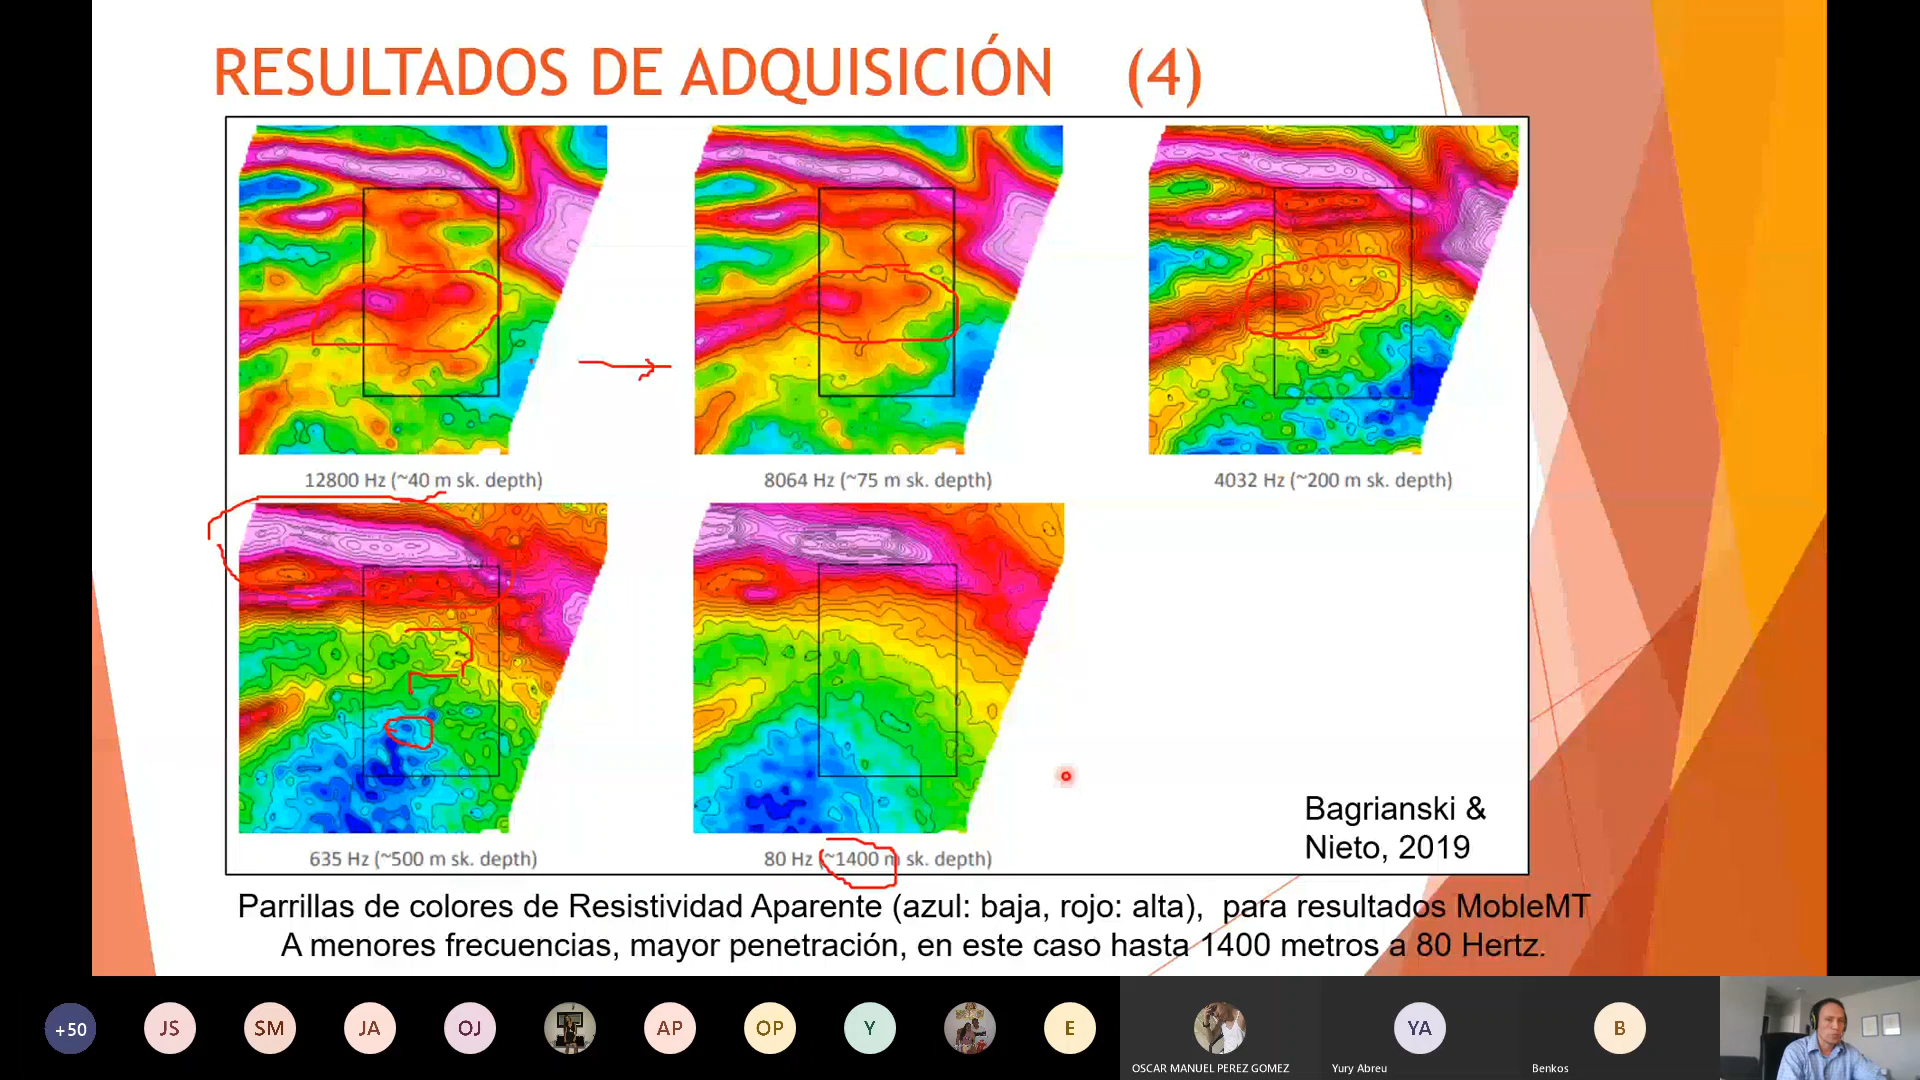 RESULTADOS DE ADQUISICIÓN (4)
12800 Hz (~40 m sk. depth)
8064 Hz (~75 m sk. depth)
4032 Hz (~200 m sk. depth)
635 Hz (~500 m sk. depth)
80 Hz (~1400 m sk. depth)
Bagrianski &
Nieto, 2019
Parrillas de colores de Resistividad Aparente (azul: baja, rojo: alta), para resultados MobleMT
A menores frecuencias, mayor penetración, en este caso hasta 1400 metros a 80 Hertz.
+50
JS
SM
JA
OJ
AP
OP
Y
E
YA
B
OSCAR MANUEL PEREZ GOMEZ
Yury Abreu
Benkos